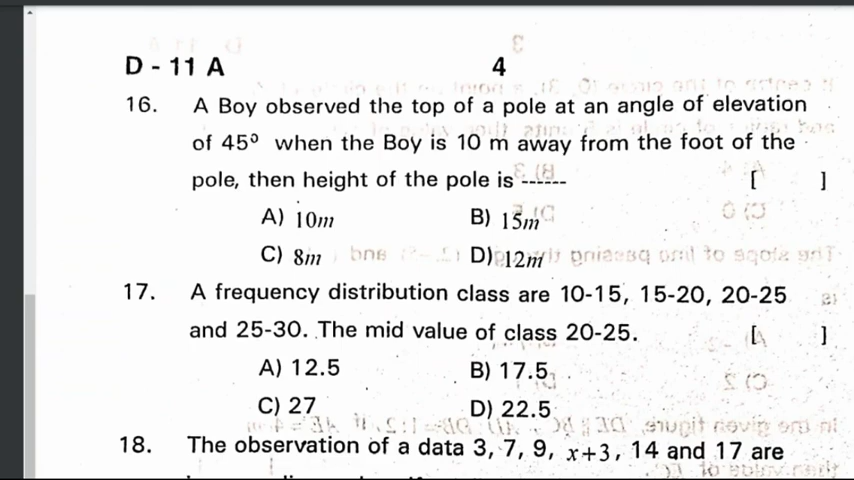 D - 11 A 4
16. A Boy observed the top of a pole at an angle of elevation
of 45⁰ when the Boy is 10 m away from the foot of the
pole, then height of the pole is ------ [ ]
A) 10m B) 15m
C) 8m D) 12m
17. A frequency distribution class are 10-15, 15-20, 20-25
and 25-30. The mid value of class 20-25. [ ]
A) 12.5 B) 17.5
C) 27 D) 22.5
18. The observation of a data 3, 7, 9, x+3, 14 and 17 are